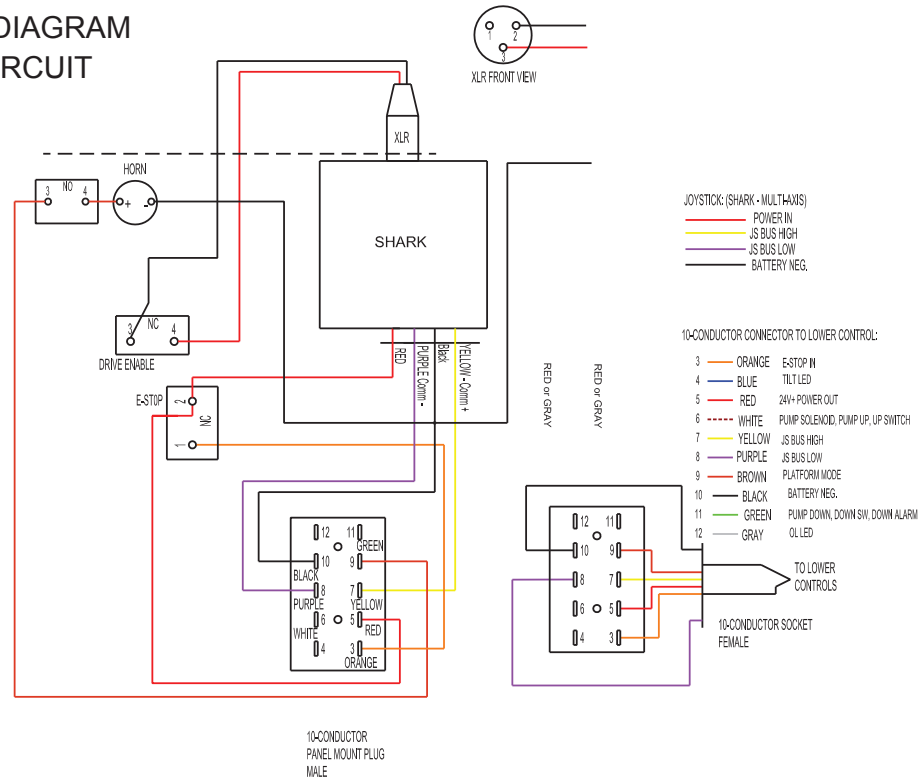 DIAGRAM
RCUIT
1
2
3
XLR FRONT VIEW
XLR
HORN
3 NO 4
+ -
SHARK
JOYSTICK: (SHARK - MULTI-AXIS)
POWER IN
JS BUS HIGH
JS BUS LOW
BATTERY NEG.
3 NC 4
DRIVE ENABLE
RED
PURPLE Comm -
Black
YELLOW - Comm +
E-STOP
2
NC
1
RED or GRAY
RED or GRAY
10-CONDUCTOR CONNECTOR TO LOWER CONTROL:
3 ORANGE E-STOP IN
4 BLUE TILT LED
5 RED 24V+ POWER OUT
6 WHITE PUMP SOLENOID, PUMP UP, UP SWITCH
7 YELLOW JS BUS HIGH
8 PURPLE JS BUS LOW
9 BROWN PLATFORM MODE
10 BLACK BATTERY NEG.
11 GREEN PUMP DOWN, DOWN SW, DOWN ALARM
12 GRAY OL LED
12 11
GREEN
10 9
BLACK
8 7
PURPLE YELLOW
6 5
WHITE RED
4 3
ORANGE
12 11
10 9
8 7
6 5
4 3
TO LOWER
CONTROLS
10-CONDUCTOR SOCKET
FEMALE
10-CONDUCTOR
PANEL MOUNT PLUG
MALE